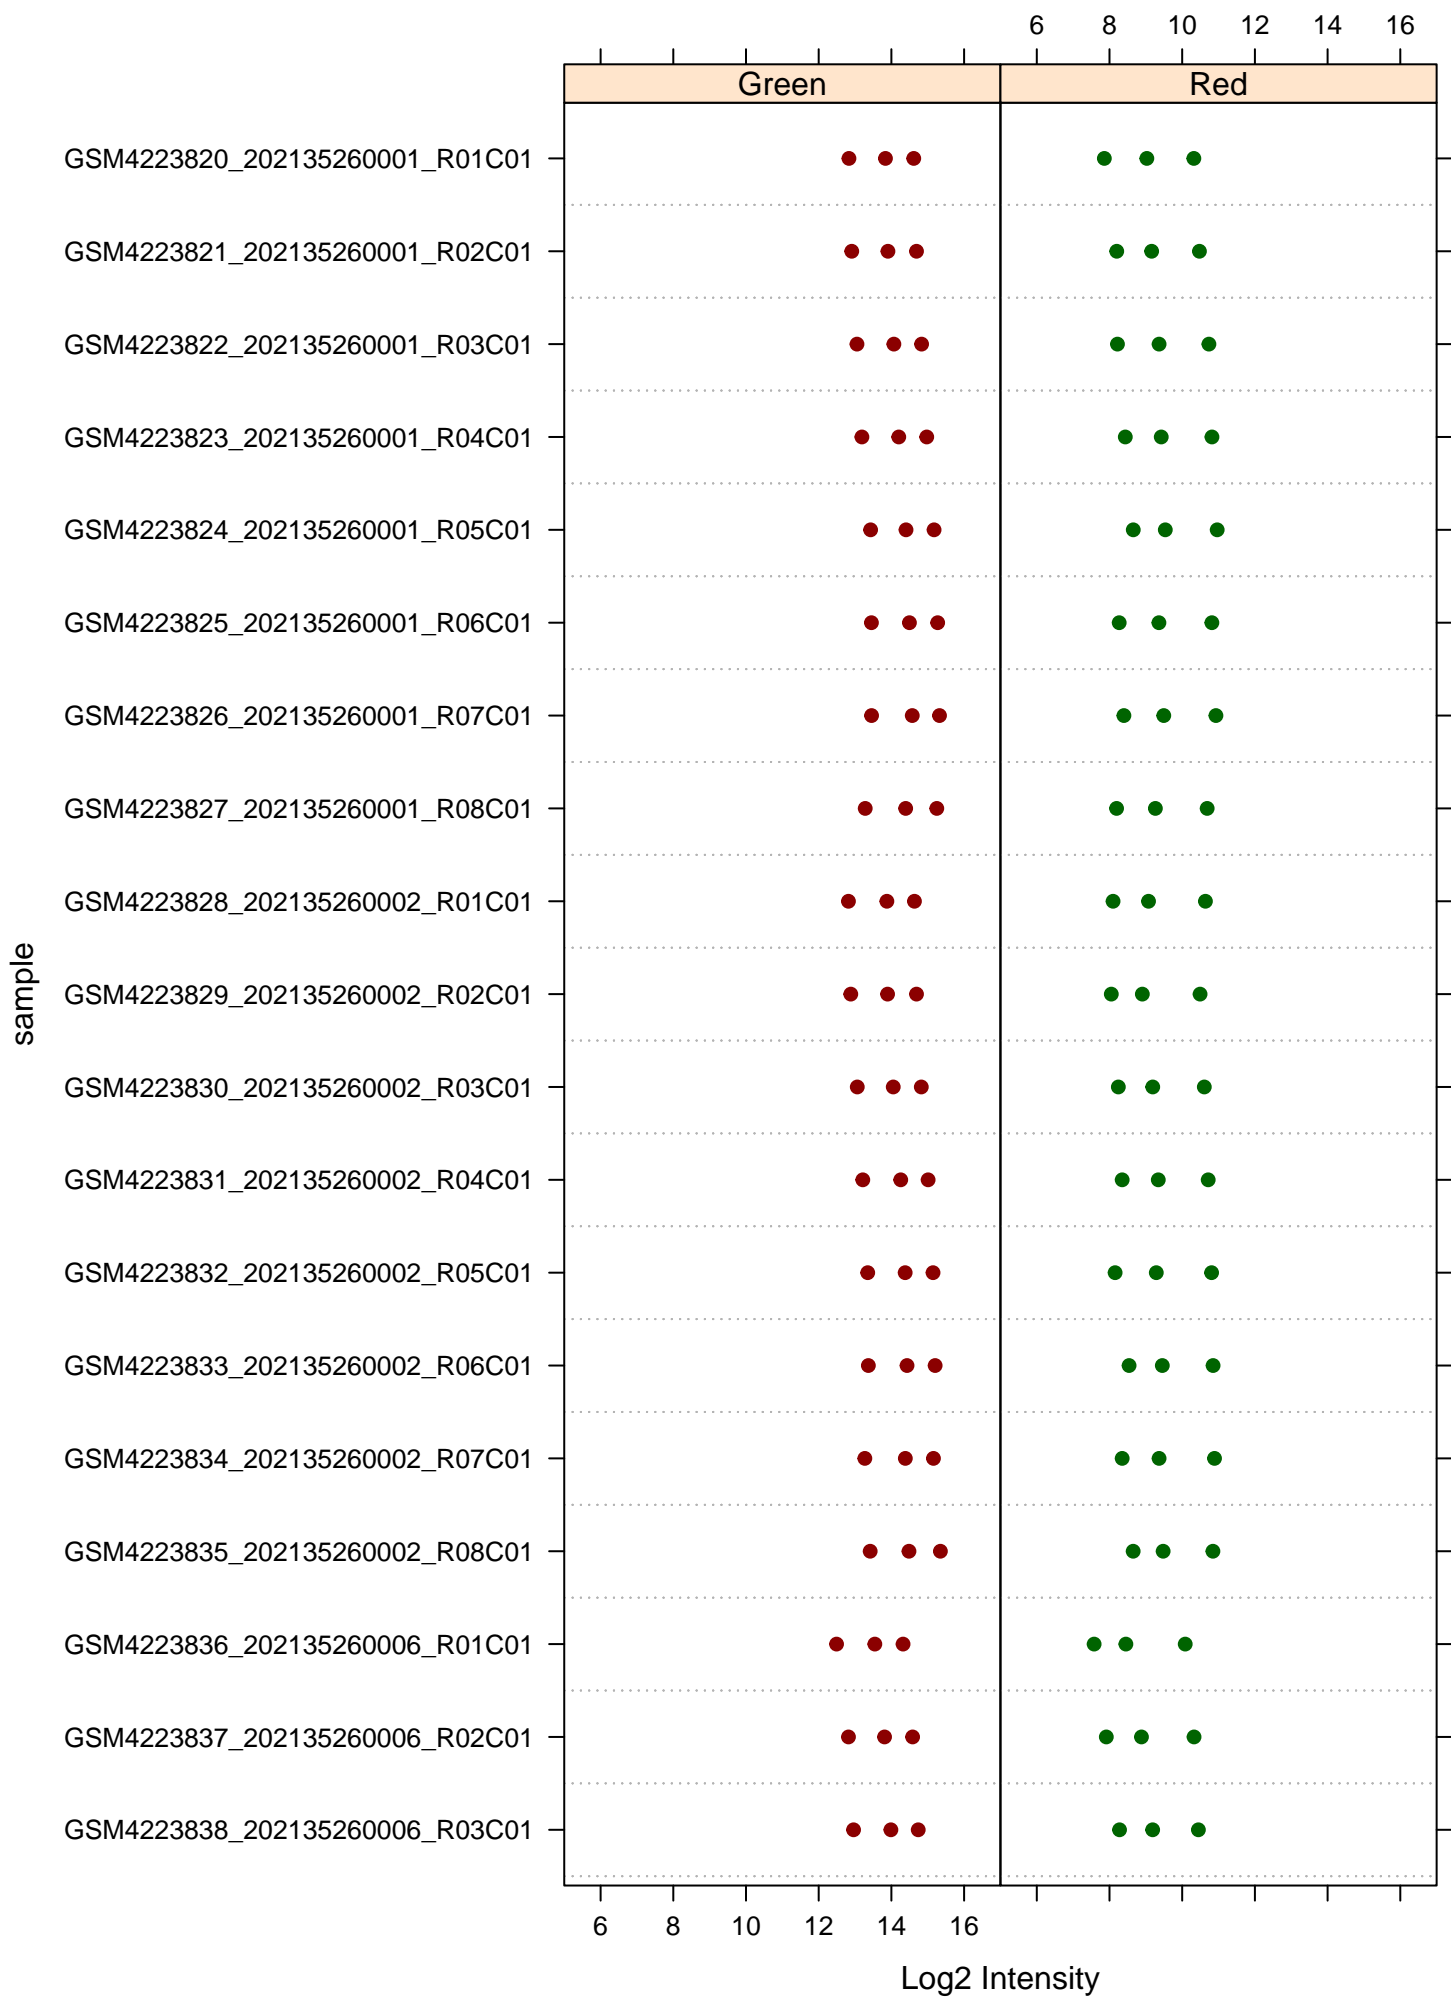 6 8 10 12 14 16
Green Red
GSM4223820_202135260001_R01C01
GSM4223821_202135260001_R02C01
GSM4223822_202135260001_R03C01
GSM4223823_202135260001_R04C01
GSM4223824_202135260001_R05C01
GSM4223825_202135260001_R06C01
GSM4223826_202135260001_R07C01
GSM4223827_202135260001_R08C01
GSM4223828_202135260002_R01C01
GSM4223829_202135260002_R02C01
GSM4223830_202135260002_R03C01
GSM4223831_202135260002_R04C01
GSM4223832_202135260002_R05C01
GSM4223833_202135260002_R06C01
GSM4223834_202135260002_R07C01
GSM4223835_202135260002_R08C01
GSM4223836_202135260006_R01C01
GSM4223837_202135260006_R02C01
GSM4223838_202135260006_R03C01
sample
6 8 10 12 14 16
Log2 Intensity